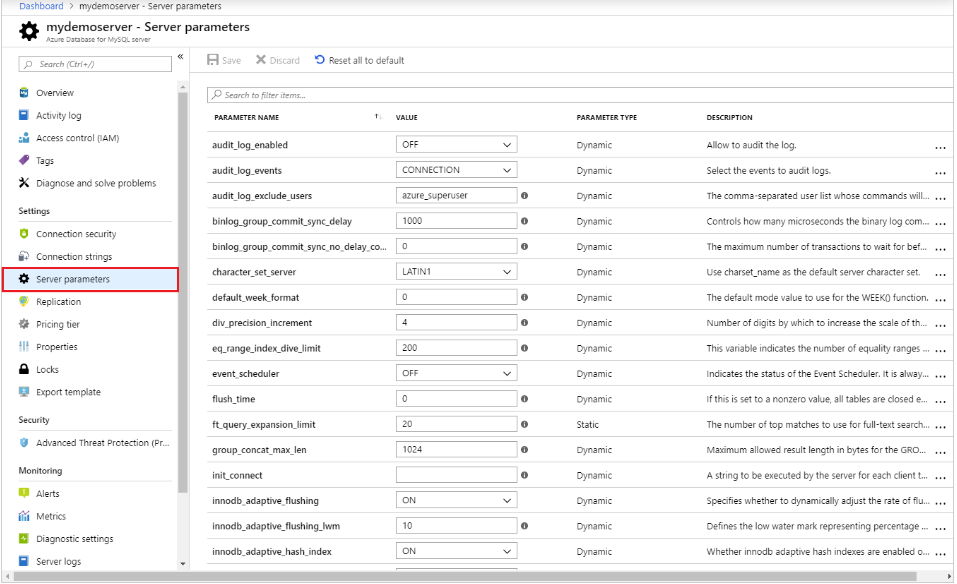 Dashboard > mydemoserver - Server parameters
mydemoserver - Server parameters
Azure Database for MySQL server
Search (Ctrl+/)
«
Overview
Activity log
Access control (IAM)
Tags
Diagnose and solve problems
Settings
Connection security
Connection strings
Server parameters
Replication
Pricing tier
Properties
Locks
Export template
Security
Advanced Threat Protection (Pr...
Monitoring
Alerts
Metrics
Diagnostic settings
Server logs
Save Discard Reset all to default
Search to filter items...
PARAMETER NAME VALUE PARAMETER TYPE DESCRIPTION
audit_log_enabled OFF Dynamic Allow to audit the log. ...
audit_log_events CONNECTION Dynamic Select the events to audit logs. ...
audit_log_exclude_users azure_superuser Dynamic The comma-separated user list whose commands will... ...
binlog_group_commit_sync_delay 1000 Dynamic Controls how many microseconds the binary log com... ...
binlog_group_commit_sync_no_delay_co... 0 Dynamic The maximum number of transactions to wait for bef... ...
character_set_server LATIN1 Dynamic Use charset_name as the default server character set. ...
default_week_format 0 Dynamic The default mode value to use for the WEEK() function. ...
div_precision_increment 4 Dynamic Number of digits by which to increase the scale of th... ...
eq_range_index_dive_limit 200 Dynamic This variable indicates the number of equality ranges ... ...
event_scheduler OFF Dynamic Indicates the status of the Event Scheduler. It is alway... ...
flush_time 0 Dynamic If this is set to a nonzero value, all tables are closed e... ...
ft_query_expansion_limit 20 Static The number of top matches to use for full-text search... ...
group_concat_max_len 1024 Dynamic Maximum allowed result length in bytes for the GRO... ...
init_connect Dynamic A string to be executed by the server for each client t... ...
innodb_adaptive_flushing ON Dynamic Specifies whether to dynamically adjust the rate of flu... ...
innodb_adaptive_flushing_lwm 10 Dynamic Defines the low water mark representing percentage ... ...
innodb_adaptive_hash_index ON Dynamic Whether innodb adaptive hash indexes are enabled o... ...